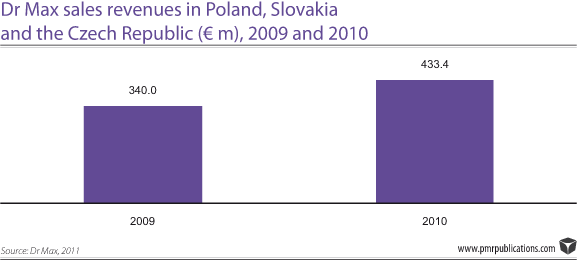 Dr Max sales revenues in Poland, Slovakia
and the Czech Republic (€ m), 2009 and 2010
340.0
433.4
2009
2010
Source: Dr Max, 2011
www.pmrpublications.com